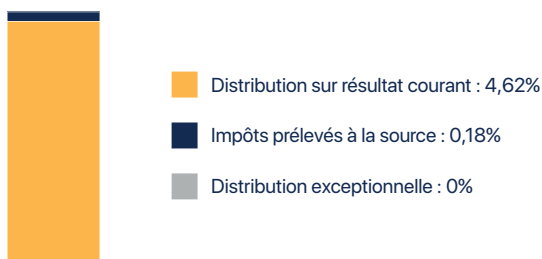 Distribution sur résultat courant : 4,62%
Impôts prélevés à la source : 0,18%
Distribution exceptionnelle : 0%